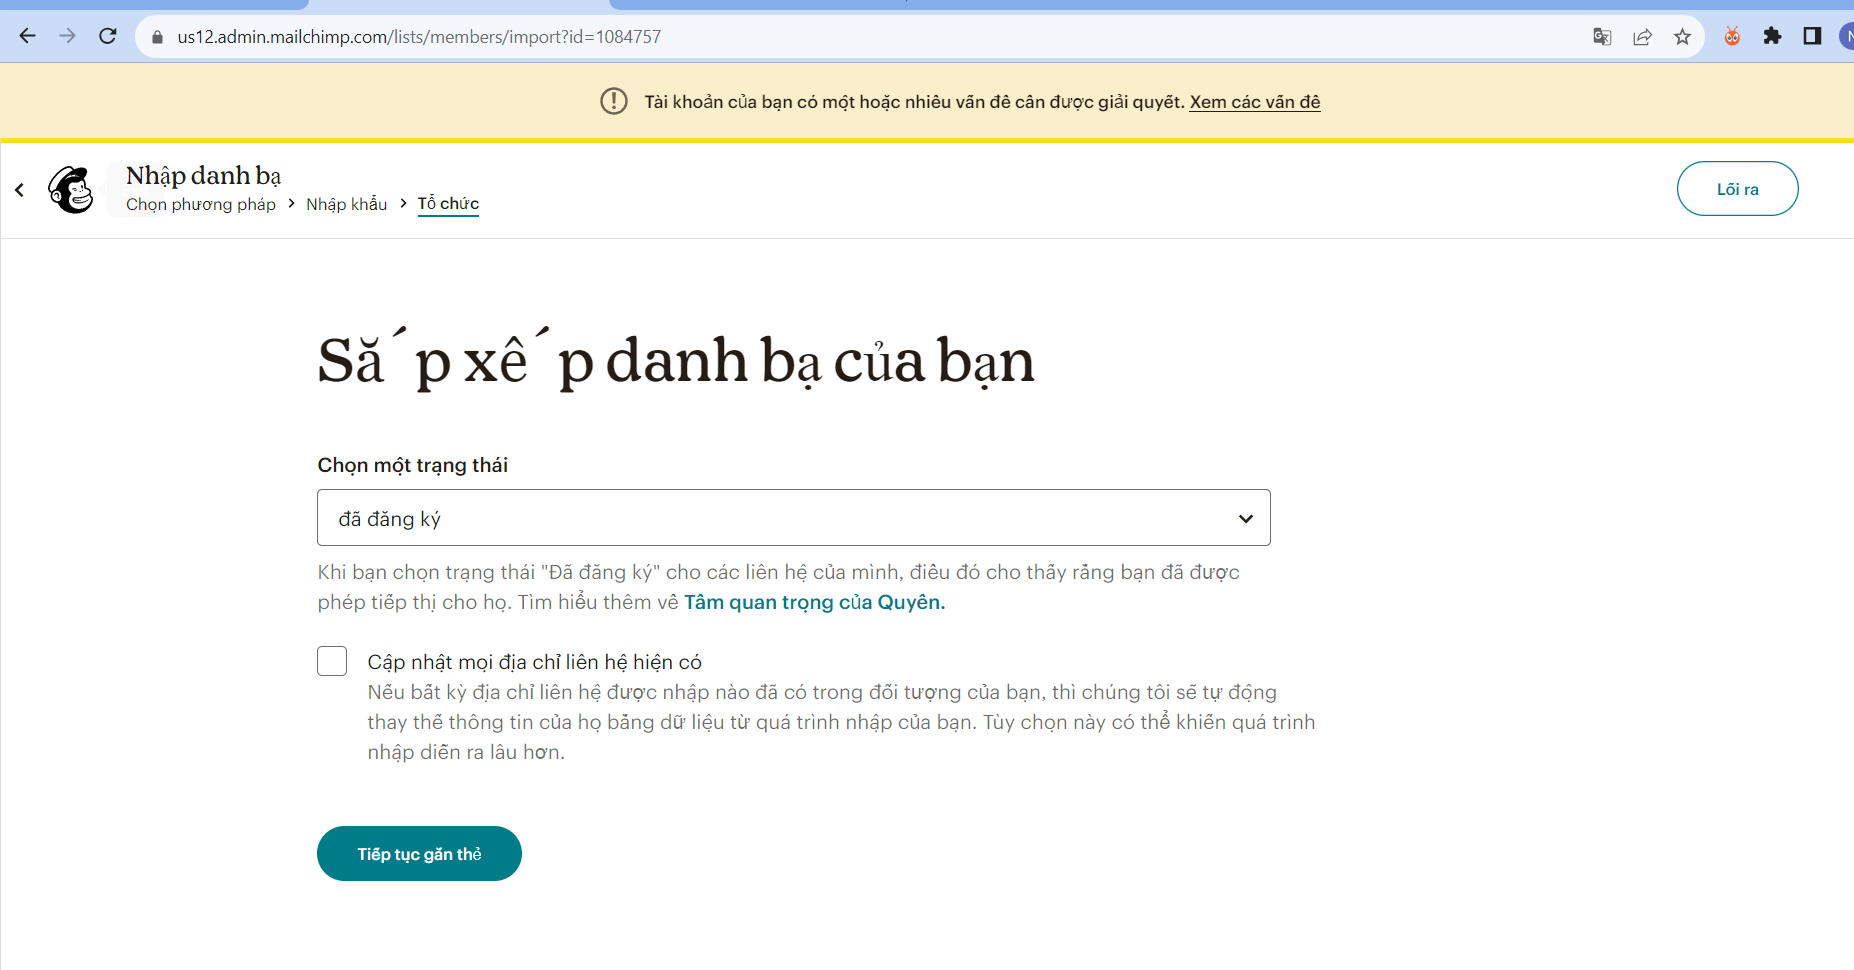 us12.admin.mailchimp.com/lists/members/import?id=1084757
Tài khoản của bạn có một hoặc nhiều vấn đề cần được giải quyết. Xem các vấn đề
Nhập danh bạ
Chọn phương pháp > Nhập khẩu > Tổ chức
Lối ra
Sắp xếp danh bạ của bạn
Chọn một trạng thái
đã đăng ký
Khi bạn chọn trạng thái "Đã đăng ký" cho các liên hệ của mình, điều đó cho thấy rằng bạn đã được
phép tiếp thị cho họ. Tìm hiểu thêm về Tầm quan trọng của Quyền.
Cập nhật mọi địa chỉ liên hệ hiện có
Nếu bất kỳ địa chỉ liên hệ được nhập nào đã có trong đối tượng của bạn, thì chúng tôi sẽ tự động
thay thế thông tin của họ bằng dữ liệu từ quá trình nhập của bạn. Tùy chọn này có thể khiến quá trình
nhập diễn ra lâu hơn.
Tiếp tục gắn thẻ